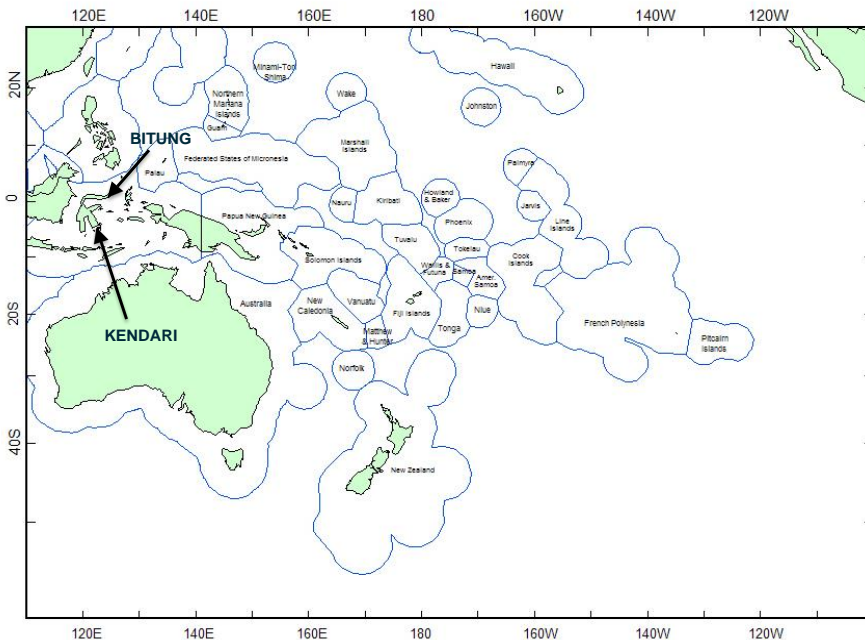 120E 140E 160E 180 160W 140W 120W
20N
0
20S
40S
Minami-Tori
Shima
Hawaii
Northern
Mariana
Islands
Guam
Wake
Johnston
BITUNG
Marshall
Islands
Federated States of Micronesia
Palau
Palmyra
Howland
& Baker
Jarvis
Nauru
Kiribati
Line
Islands
Phoenix
Papua New Guinea
Tuvalu
Tokelau
Solomon Islands
Wallis &
Futuna
Samoa
Cook
Islands
Amer.
Samoa
Australia
New
Caledonia
Vanuatu
Fiji Islands
Niue
French Polynesia
KENDARI
Matthew
& Hunter
Tonga
Pitcairn
Islands
Norfolk
New Zealand
120E 140E 160E 180 160W 140W 120W